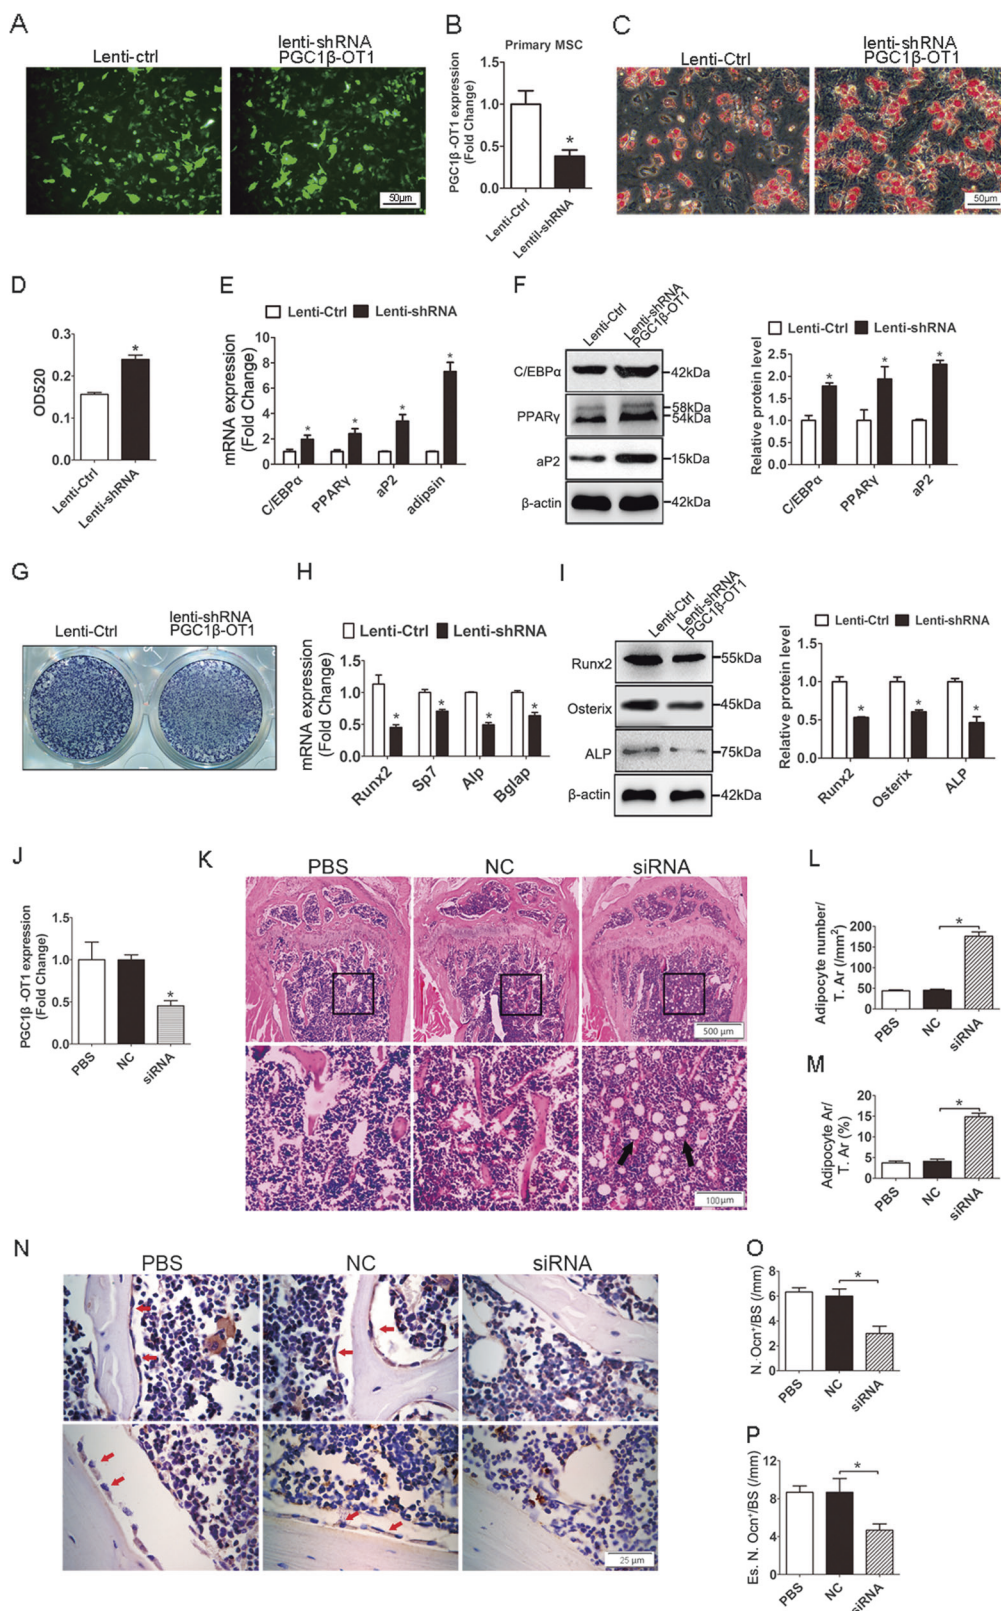 A
Lenti-ctrl
lenti-shRNA
PGC1β-OT1
50μm
B
Primary MSC
PGC1β -OT1 expression
(Fold Change)
1.5
1.0
0.5
0.0
*
Lenti-Ctrl
Lentil-shRNA
C
Lenti-Ctrl
lenti-shRNA
PGC1β-OT1
50μm
D
OD520
0.3
0.2
0.1
0.0
*
Lenti-Ctrl
Lenti-shRNA
E
Lenti-Ctrl
Lenti-shRNA
mRNA expression
(Fold Change)
10
8
6
4
2
0
* * * *
C/EBPα
PPARγ
aP2
adipsin
F
Lenti-Ctrl
Lenti-shRNA
PGC1β-OT1
C/EBPα
42kDa
PPARγ
58kDa
54kDa
aP2
15kDa
β-actin
42kDa
Lenti-Ctrl
Lenti-shRNA
Relative protein level
2.5
2.0
1.5
1.0
0.5
0.0
* * *
C/EBPα
PPARγ
aP2
G
Lenti-Ctrl
lenti-shRNA
PGC1β-OT1
H
Lenti-Ctrl
Lenti-shRNA
mRNA expression
(Fold Change)
1.5
1.0
0.5
0.0
* * * *
Runx2
Sp7
Alp
Bglap
I
Lenti-Ctrl
Lenti-shRNA
PGC1β-OT1
Runx2
55kDa
Osterix
45kDa
ALP
75kDa
β-actin
42kDa
Lenti-Ctrl
Lenti-shRNA
Relative protein level
1.5
1.0
0.5
0.0
* * *
Runx2
Osterix
ALP
J
PGC1β -OT1 expression
(Fold Change)
1.5
1.0
0.5
0.0
*
PBS
NC
siRNA
K
PBS
NC
siRNA
500 μm
100μm
L
Adipocyte number/
T. Ar (/mm²)
200
150
100
50
0
*
PBS
NC
siRNA
M
Adipocyte Ar/
T. Ar (%)
20
15
10
5
0
*
PBS
NC
siRNA
N
PBS
NC
siRNA
25 μm
O
N. Ocn⁺/BS (/mm)
8
6
4
2
0
*
PBS
NC
siRNA
P
Es. N. Ocn⁺/BS (/mm)
12
8
4
0
*
PBS
NC
siRNA